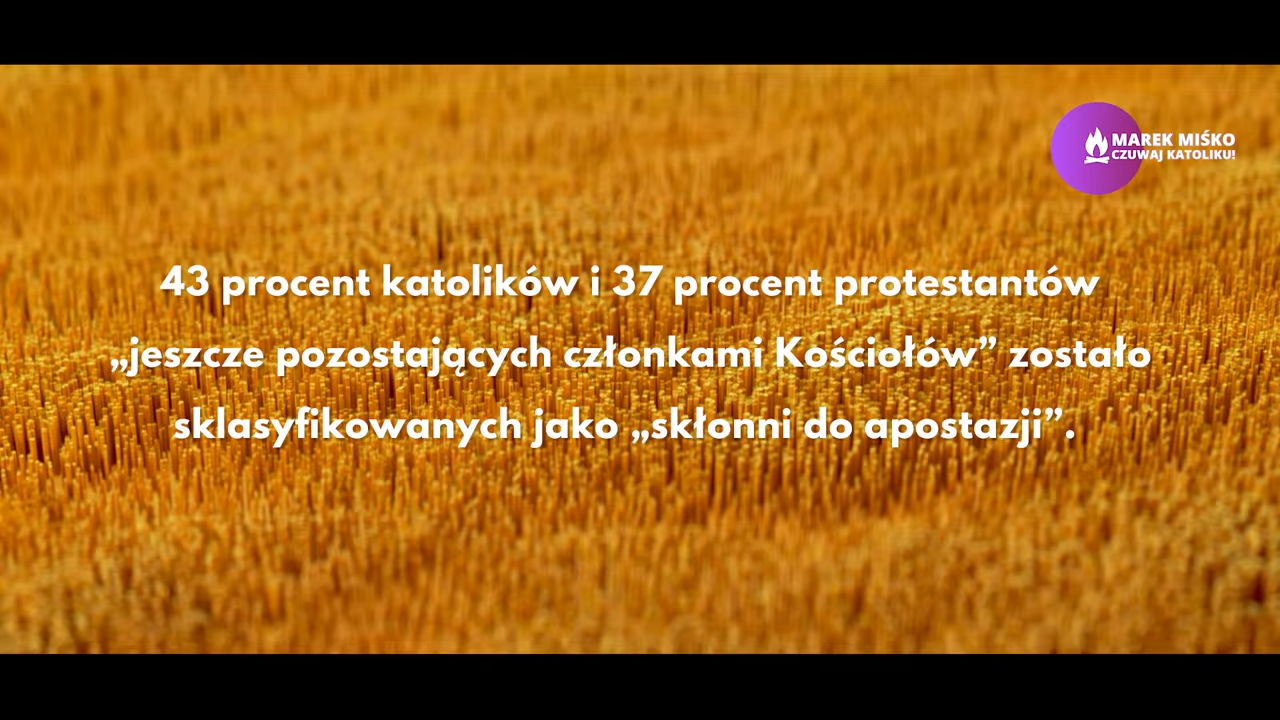 MAREK MIŚKO
CZUWAJ KATOLIKU!
43 procent katolików i 37 procent protestantów
„jeszcze pozostających członkami Kościołów” zostało
sklasyfikowanych jako „skłonni do apostazji”.